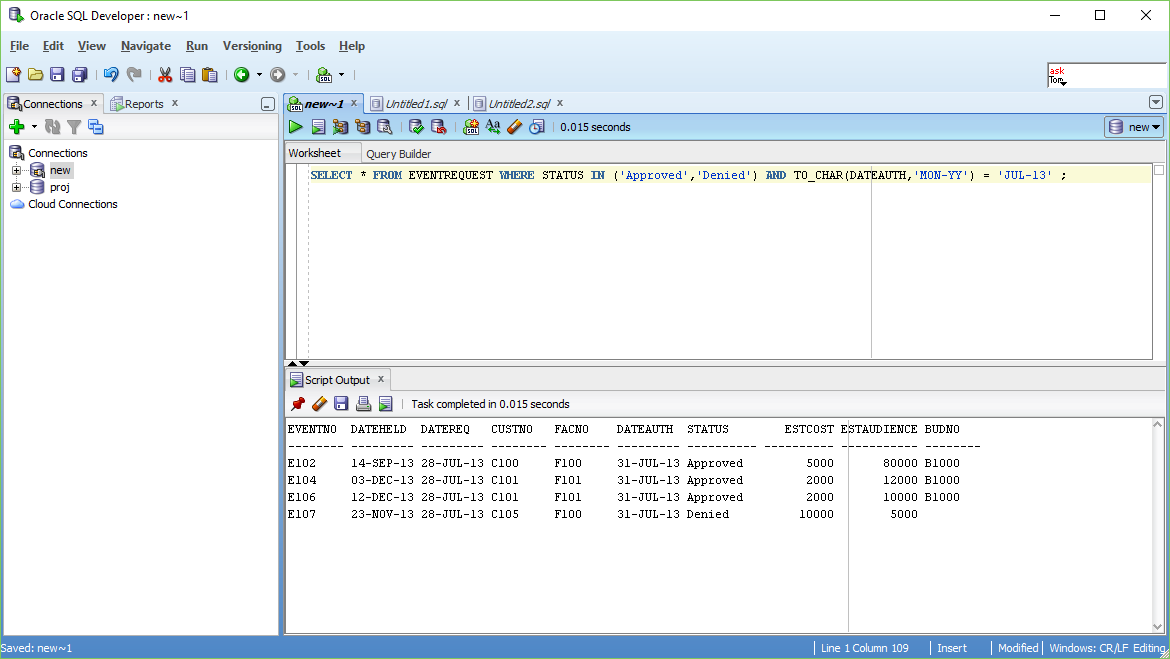 Oracle SQL Developer : new~1
File Edit View Navigate Run Versioning Tools Help
ask
Tom
Connections x Reports x
new~1 x Untitled1.sql x Untitled2.sql x
0.015 seconds
new
Worksheet Query Builder
Connections
new
proj
Cloud Connections
SELECT * FROM EVENTREQUEST WHERE STATUS IN ('Approved','Denied') AND TO_CHAR(DATEAUTH,'MON-YY') = 'JUL-13' ;
Script Output x
Task completed in 0.015 seconds
EVENTNO DATEHELD DATEREQ CUSTNO FACNO DATEAUTH STATUS ESTCOST ESTAUDIENCE BUDNO
-------- --------- --------- -------- -------- --------- ---------- ---------- ----------- --------
E102 14-SEP-13 28-JUL-13 C100 F100 31-JUL-13 Approved 5000 80000 B1000
E104 03-DEC-13 28-JUL-13 C101 F101 31-JUL-13 Approved 2000 12000 B1000
E106 12-DEC-13 28-JUL-13 C101 F101 31-JUL-13 Approved 2000 10000 B1000
E107 23-NOV-13 28-JUL-13 C105 F100 31-JUL-13 Denied 10000 5000
Saved: new~1 Line 1 Column 109 Insert Modified Windows: CR/LF Editing